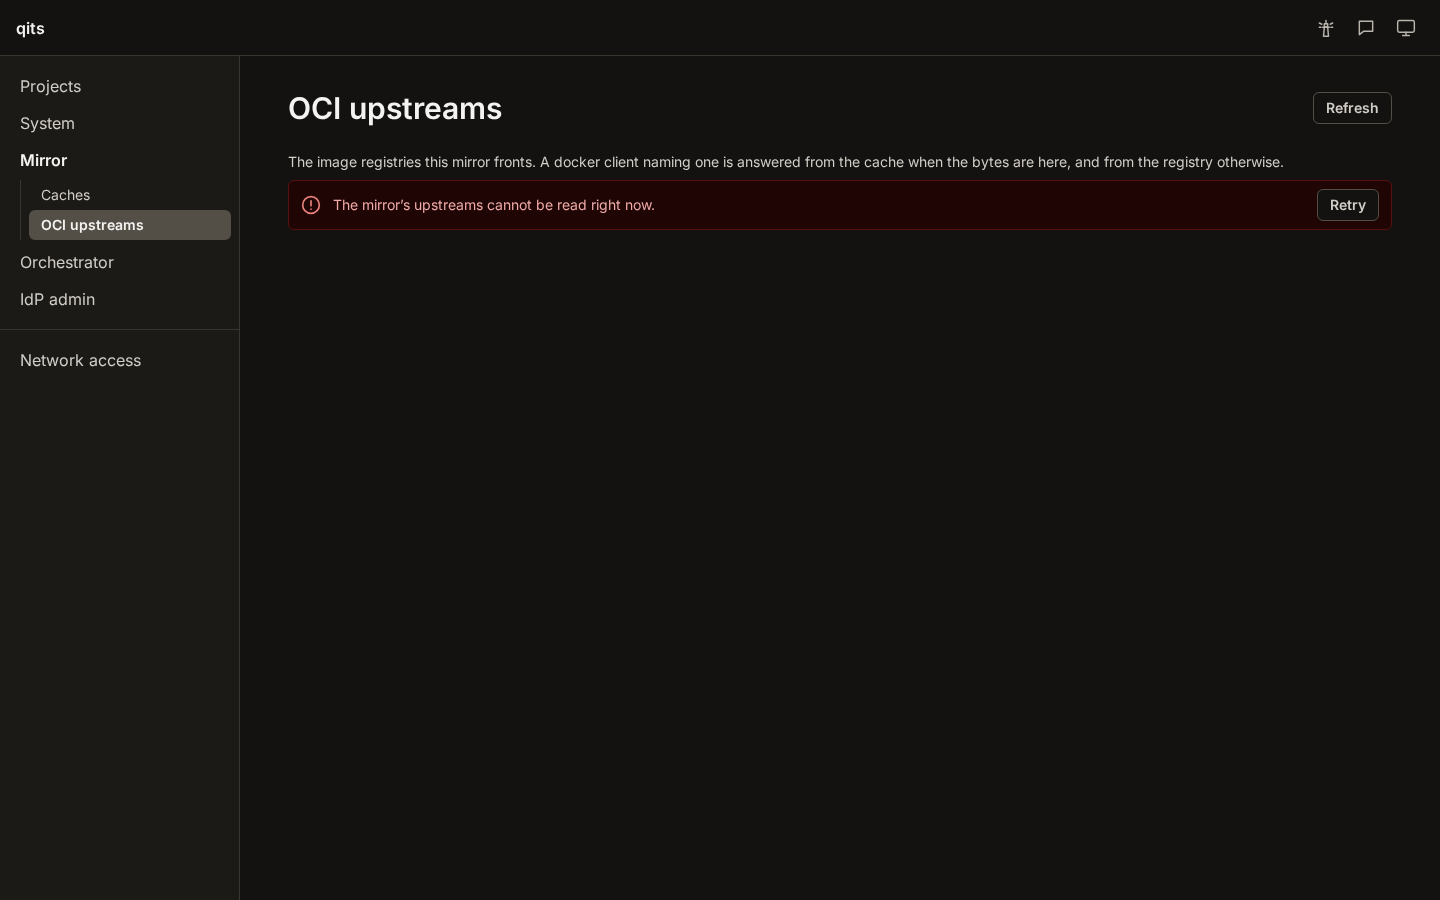 qits
Projects
System
Mirror
Caches
OCI upstreams
Orchestrator
IdP admin
Network access
OCI upstreams
Refresh
The image registries this mirror fronts. A docker client naming one is answered from the cache when the bytes are here, and from the registry otherwise.
The mirror’s upstreams cannot be read right now.
Retry